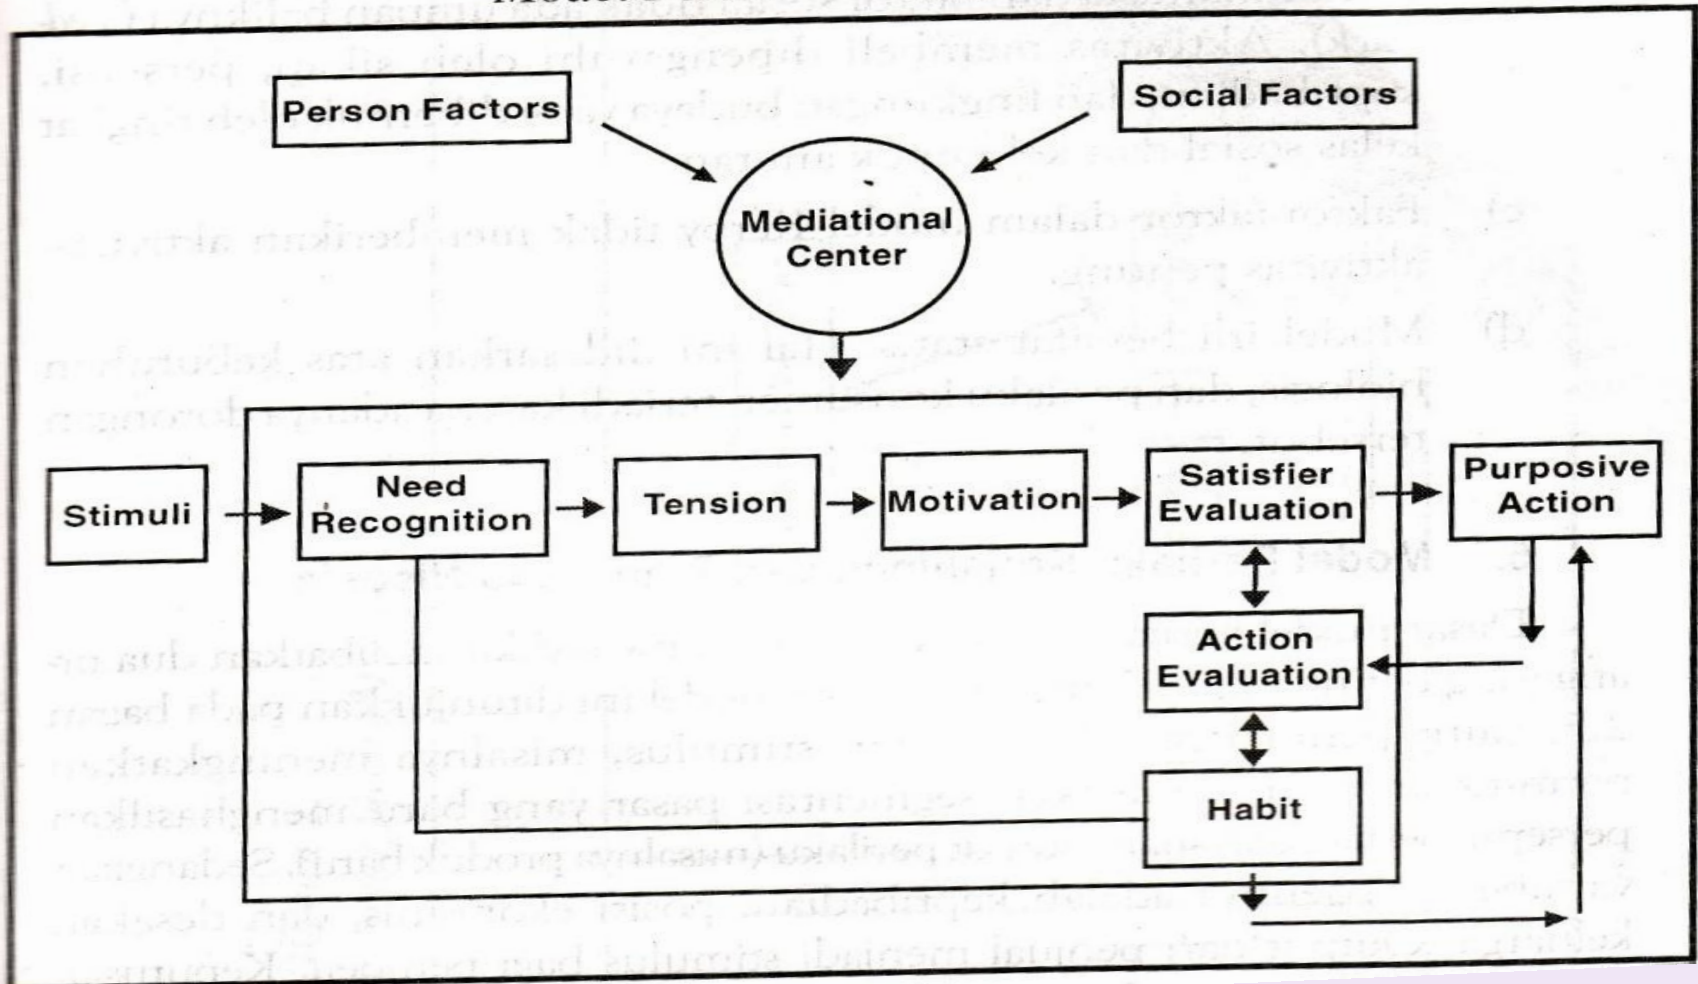 Person Factors
Social Factors
Mediational
Center
Stimuli
Need
Recognition
Tension
Motivation
Satisfier
Evaluation
Purposive
Action
Action
Evaluation
Habit